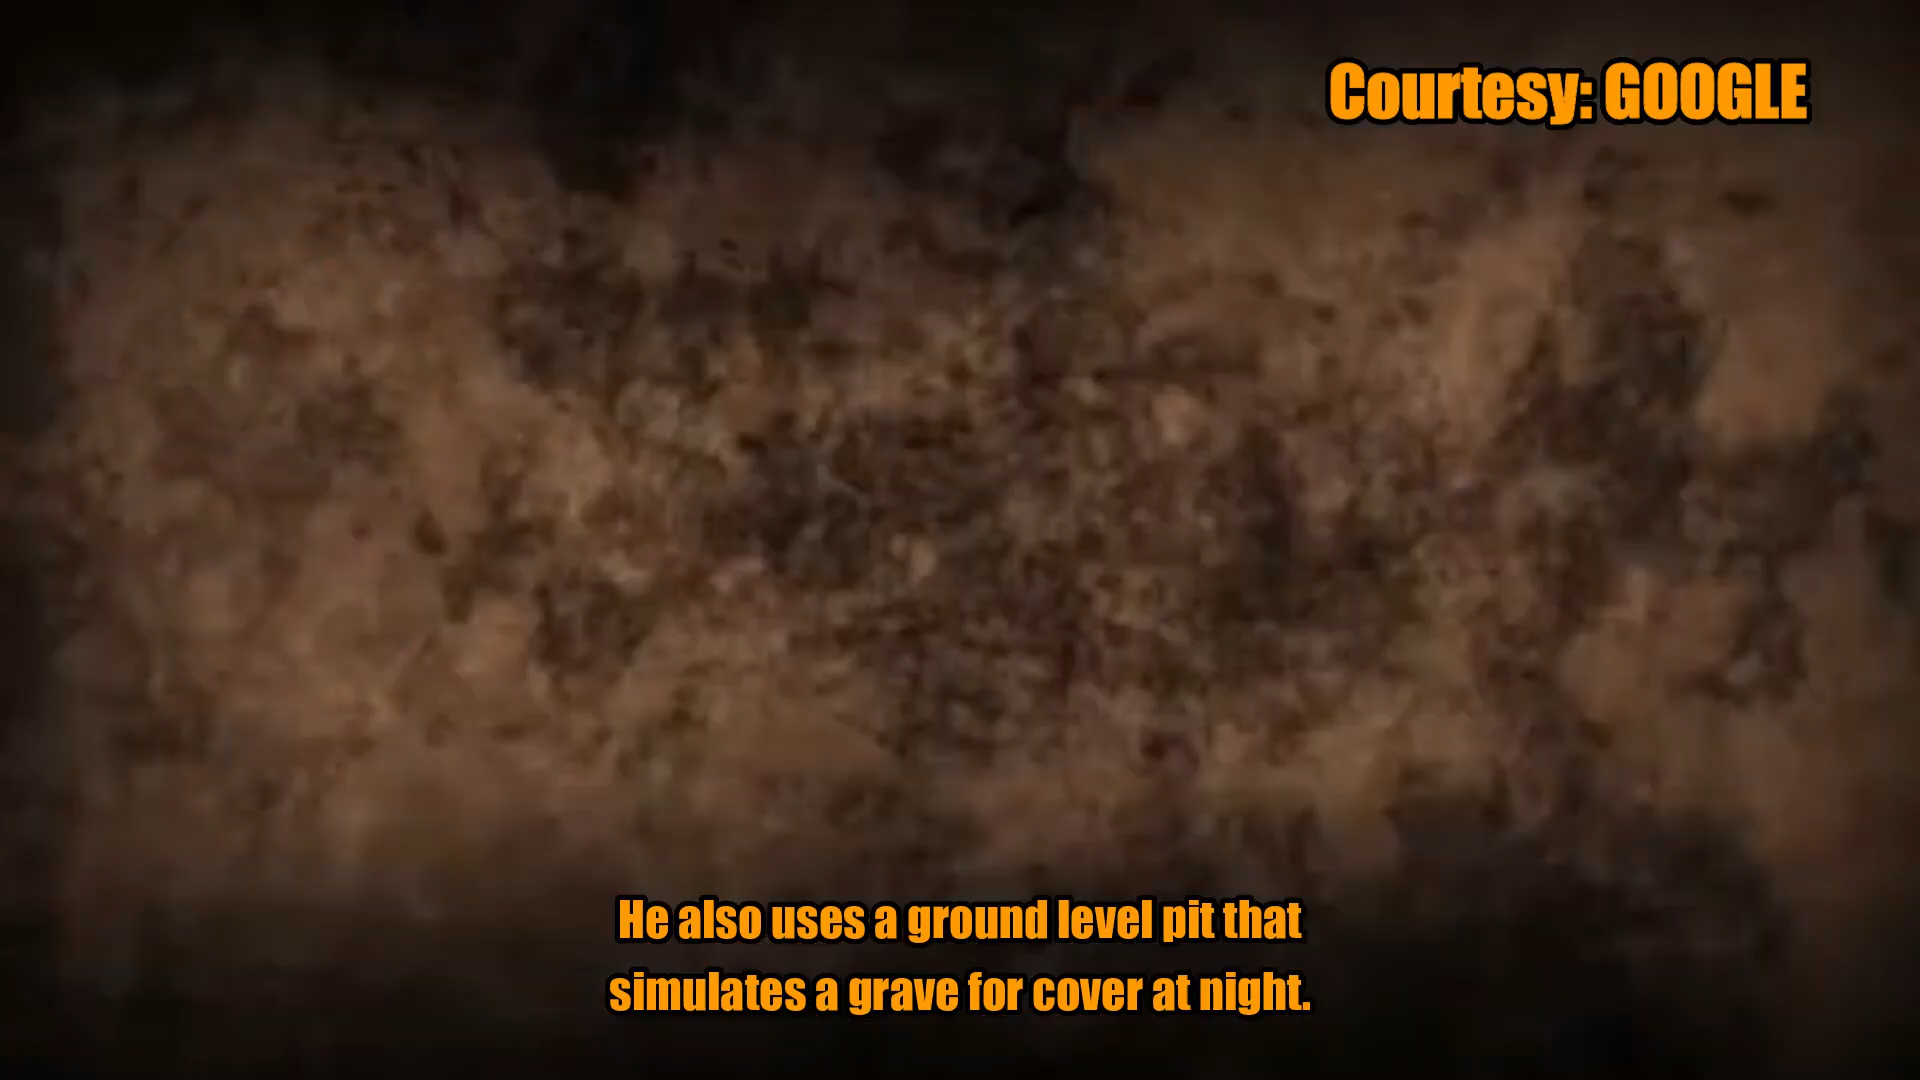 Courtesy: GOOGLE
He also uses a ground level pit that
simulates a grave for cover at night.